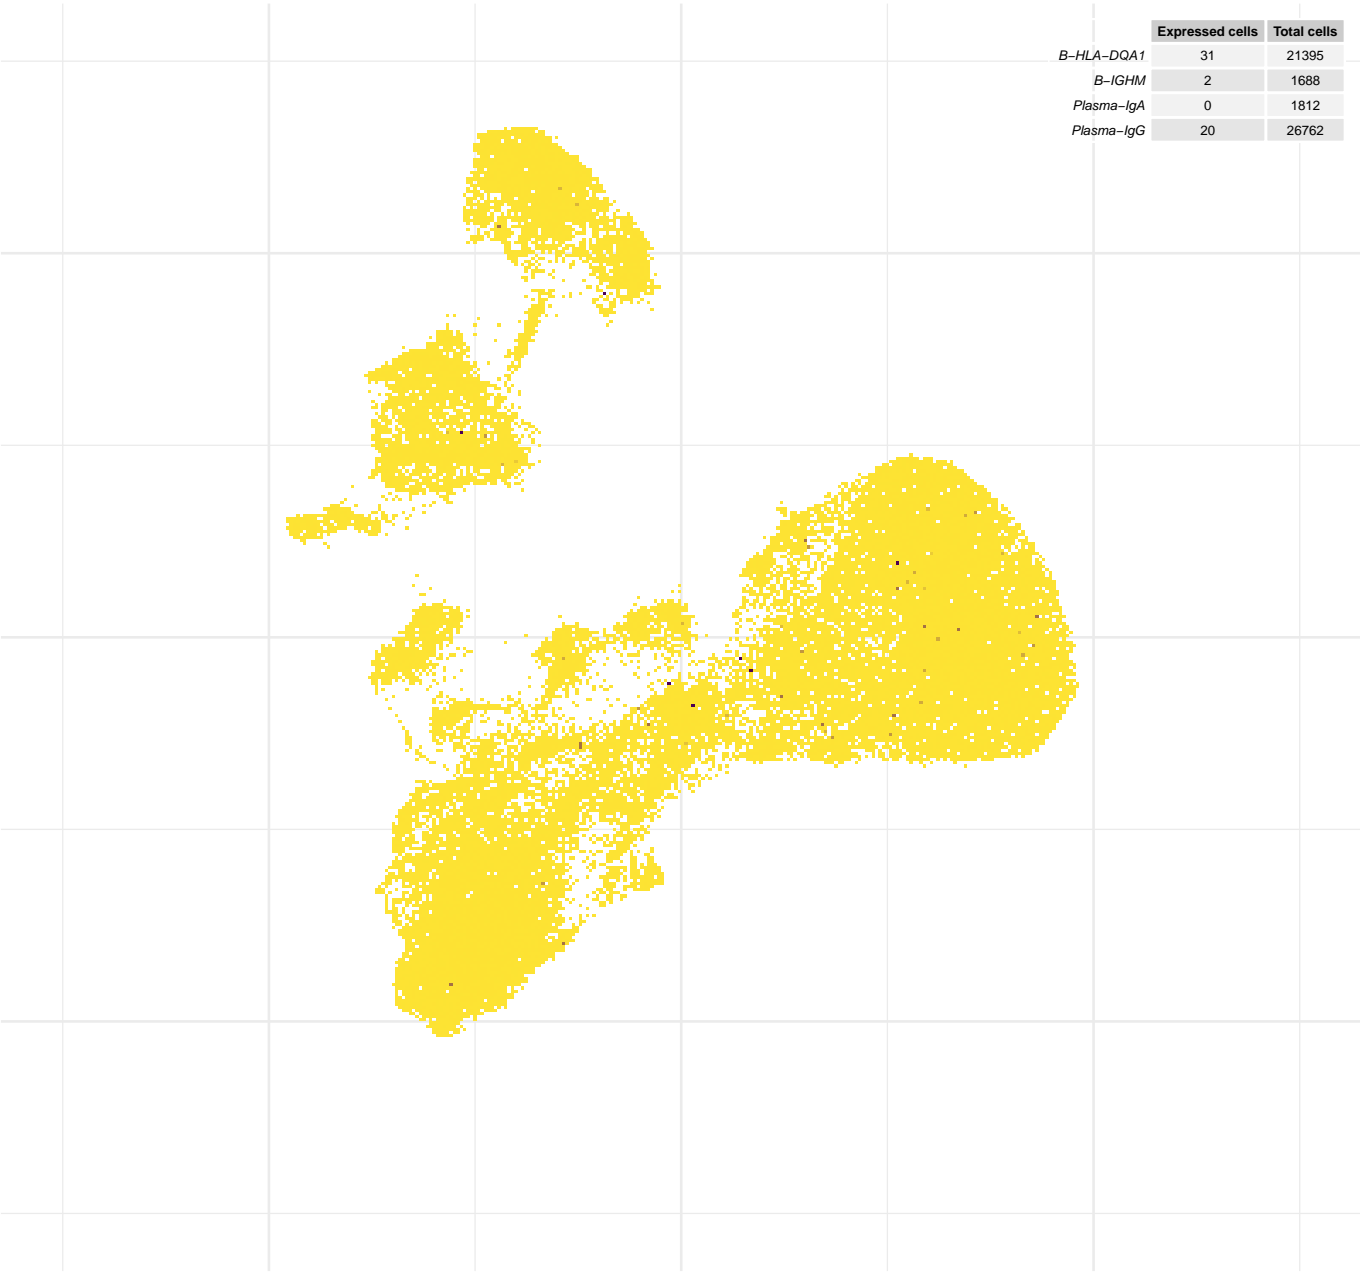 Expressed cells Total cells
B−HLA−DQA1 31 21395
B−IGHM 2 1688
Plasma−IgA 0 1812
Plasma−IgG 20 26762